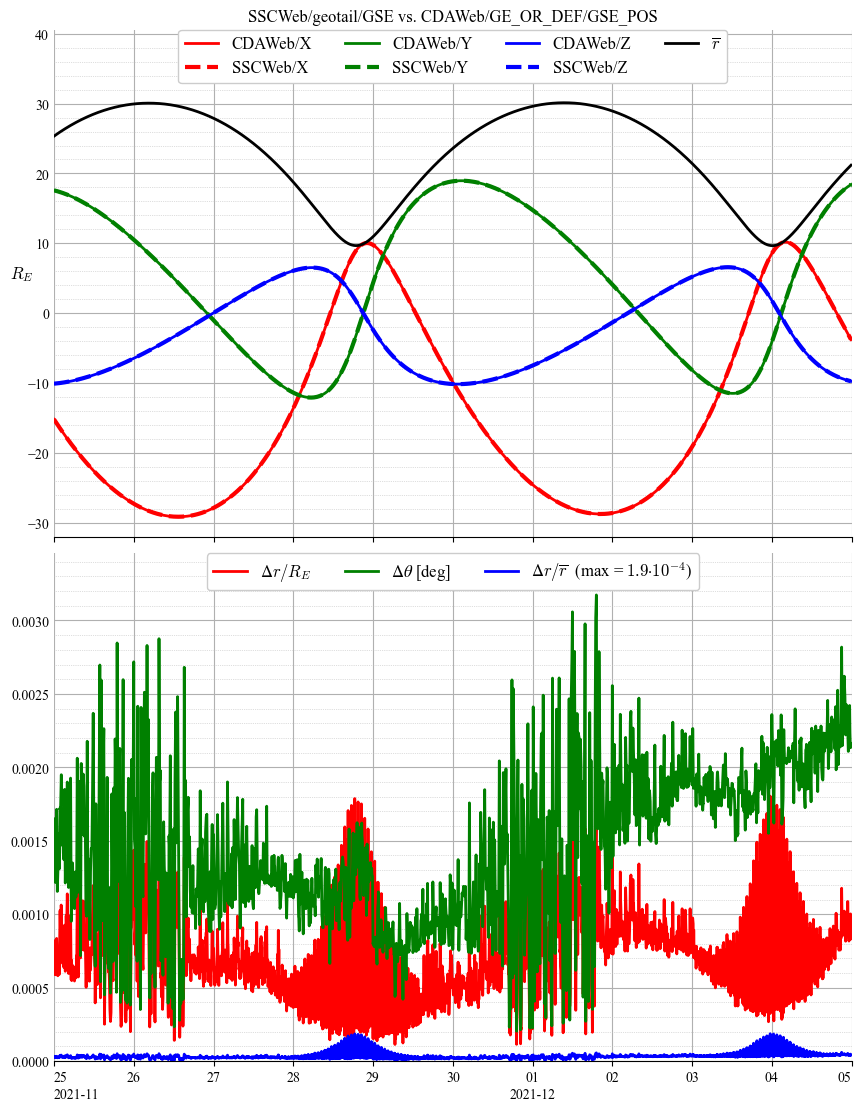 SSCWeb/geotail/GSE vs. CDAWeb/GE_OR_DEF/GSE_POS
CDAWeb/X CDAWeb/Y CDAWeb/Z r̅
SSCWeb/X SSCWeb/Y SSCWeb/Z
40
30
20
10
R_E
0
−10
−20
−30
Δr/R_E Δθ [deg] Δr/r̅ (max = 1.9·10⁻⁴)
0.0030
0.0025
0.0020
0.0015
0.0010
0.0005
0.0000
25 26 27 28 29 30 01 02 03 04 05
2021-11 2021-12